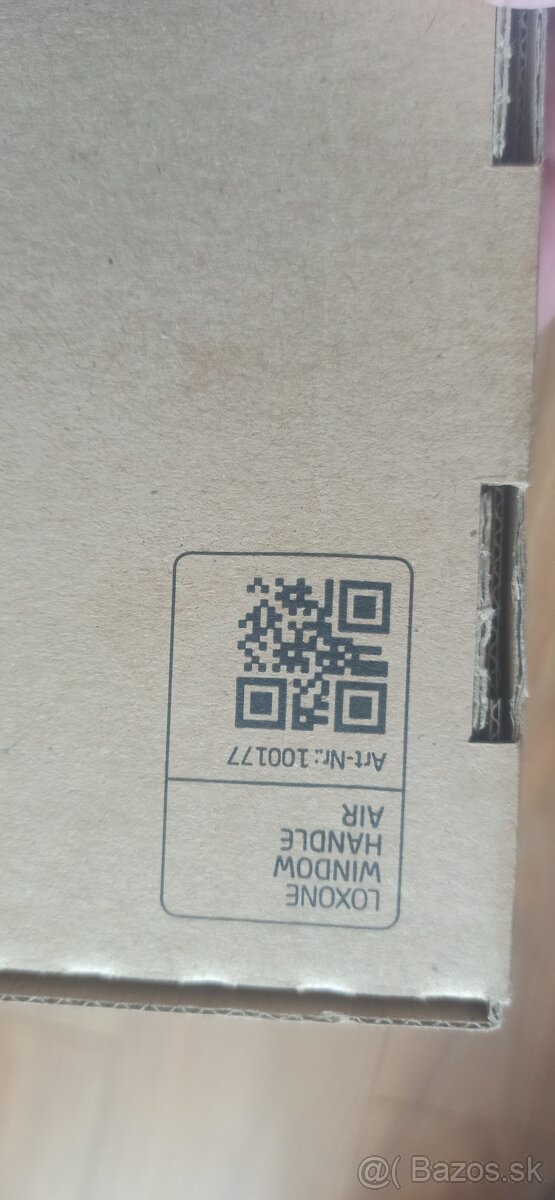 LOXONE
WINDOW
HANDLE
AIR
Art-Nr.: 100177
@( Bazos.sk